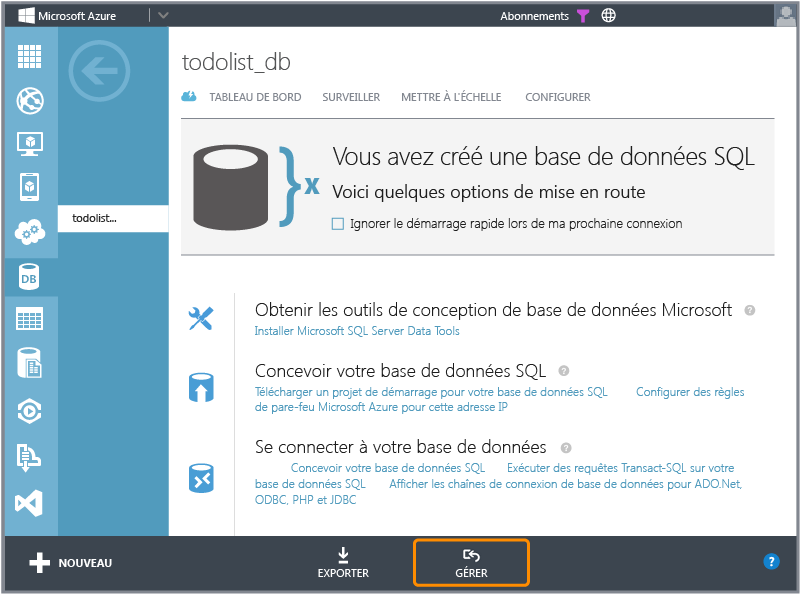 Microsoft Azure
Abonnements
todolist_db
TABLEAU DE BORD SURVEILLER METTRE À L'ÉCHELLE CONFIGURER
Vous avez créé une base de données SQL
Voici quelques options de mise en route
Ignorer le démarrage rapide lors de ma prochaine connexion
}x
todolist...
DB
Obtenir les outils de conception de base de données Microsoft ?
Installer Microsoft SQL Server Data Tools
Concevoir votre base de données SQL ?
Télécharger un projet de démarrage pour votre base de données SQL Configurer des règles
de pare-feu Microsoft Azure pour cette adresse IP
Se connecter à votre base de données ?
Concevoir votre base de données SQL Exécuter des requêtes Transact-SQL sur votre
base de données SQL Afficher les chaînes de connexion de base de données pour ADO.Net,
ODBC, PHP et JDBC
NOUVEAU
EXPORTER
GÉRER
?